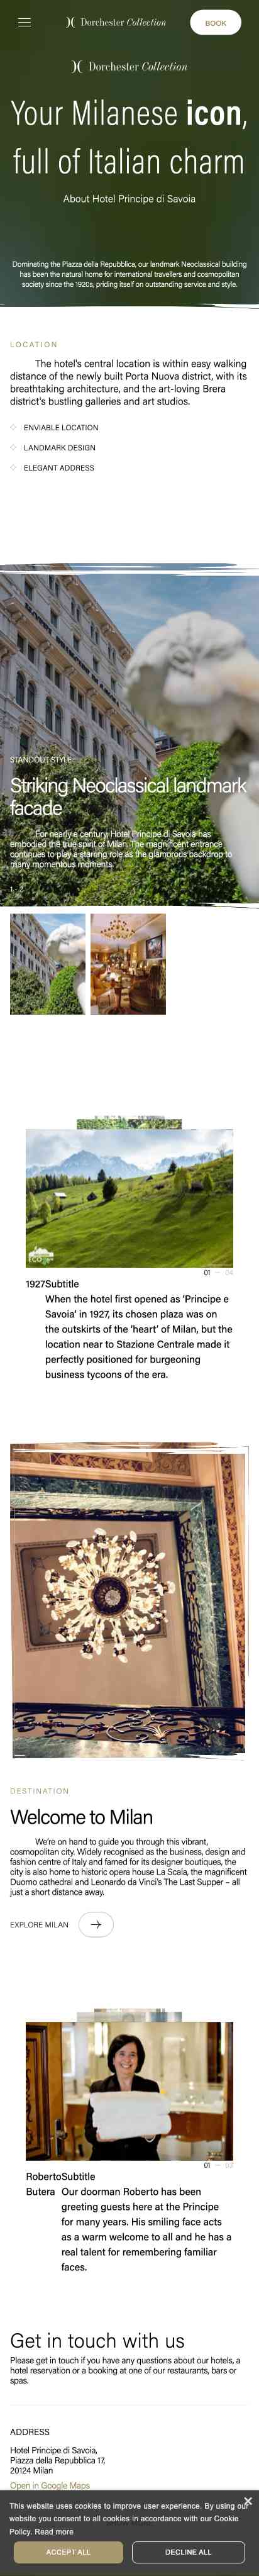 Dorchester Collection
BOOK
Dorchester Collection
Your Milanese icon,
full of Italian charm
About Hotel Principe di Savoia
Dominating the Piazza della Repubblica, our landmark Neoclassical building
has been the natural home for international travellers and cosmopolitan
society since the 1920s, priding itself on outstanding service and style.
LOCATION
The hotel's central location is within easy walking
distance of the newly built Porta Nuova district, with its
breathtaking architecture, and the art-loving Brera
district's bustling galleries and art studios.
ENVIABLE LOCATION
LANDMARK DESIGN
ELEGANT ADDRESS
STANDOUT STYLE
Striking Neoclassical landmark
facade
For nearly a century, Hotel Principe di Savoia has
embodied the true spirit of Milan. The magnificent entrance
continues to play a starring role as the glamorous backdrop to
many momentous moments.
01 — 04
1927Subtitle
When the hotel first opened as ‘Principe e
Savoia’ in 1927, its chosen plaza was on
the outskirts of the ‘heart’ of Milan, but the
location near to Stazione Centrale made it
perfectly positioned for burgeoning
business tycoons of the era.
DESTINATION
Welcome to Milan
We’re on hand to guide you through this vibrant,
cosmopolitan city. Widely recognised as the business, design and
fashion centre of Italy and famed for its designer boutiques, the
city is also home to historic opera house La Scala, the magnificent
Duomo cathedral and Leonardo da Vinci’s The Last Supper – all
just a short distance away.
EXPLORE MILAN
01 — 03
RobertoSubtitle
Butera Our doorman Roberto has been
greeting guests here at the Principe
for many years. His smiling face acts
as a warm welcome to all and he has a
real talent for remembering familiar
faces.
Get in touch with us
Please get in touch if you have any questions about our hotels, a
hotel reservation or a booking at one of our restaurants, bars or
spas.
ADDRESS
Hotel Principe di Savoia,
Piazza della Repubblica 17,
20124 Milan
Open in Google Maps
This website uses cookies to improve user experience. By using our
website you consent to all cookies in accordance with our Cookie
Policy. Read more
ACCEPT ALL
DECLINE ALL